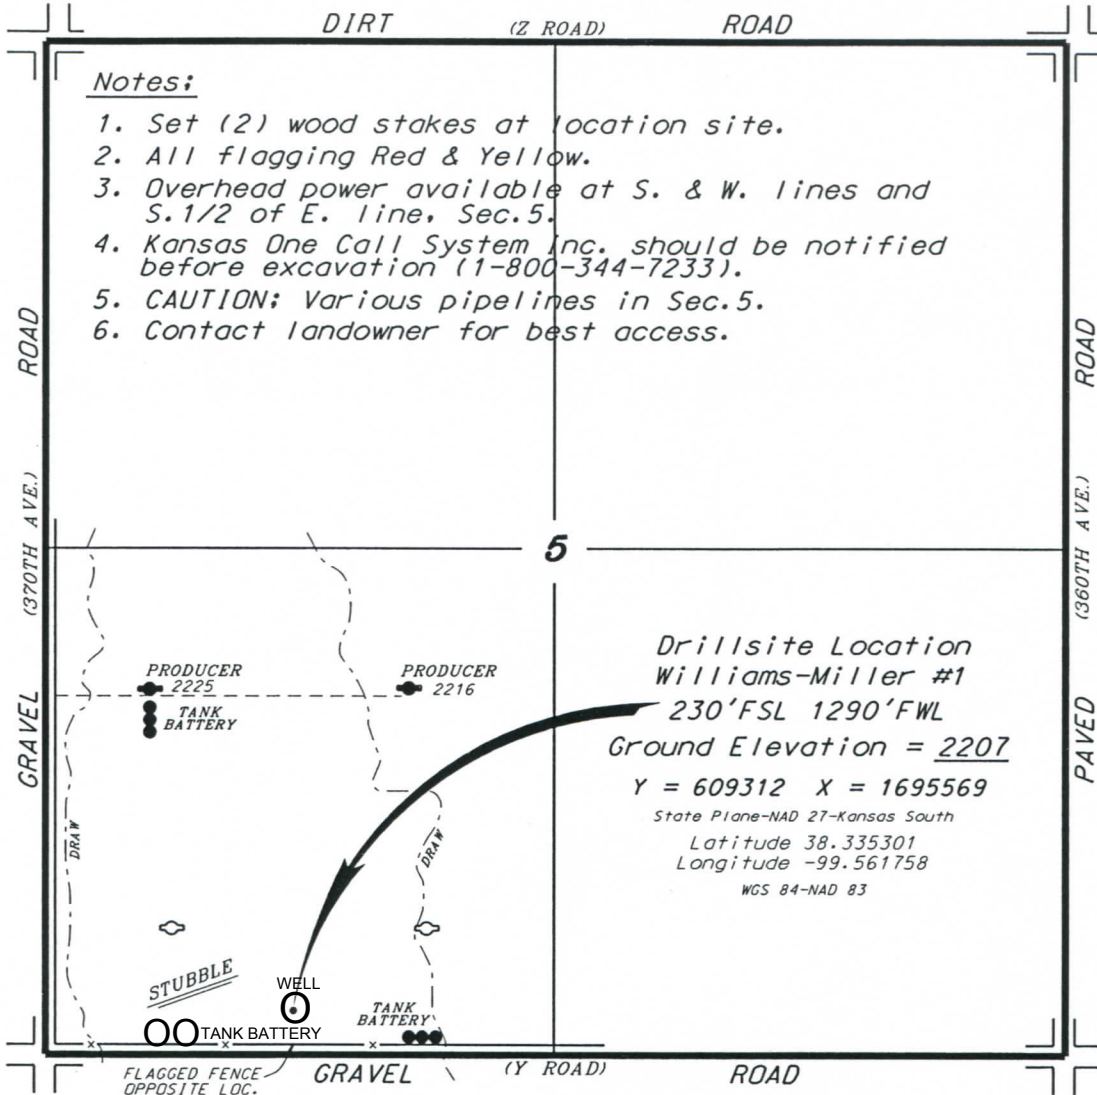 DIRT (Z ROAD) ROAD
Notes:
1. Set (2) wood stakes at location site.
2. All flagging Red & Yellow.
3. Overhead power available at S. & W. lines and
S.1/2 of E. line, Sec.5.
4. Kansas One Call System Inc. should be notified
before excavation (1-800-344-7233).
5. CAUTION: Various pipelines in Sec.5.
6. Contact landowner for best access.
ROAD
(370TH AVE.)
GRAVEL
ROAD
(360TH AVE.)
PAVED
5
PRODUCER
2225
TANK
BATTERY
PRODUCER
2216
Drillsite Location
Williams-Miller #1
230'FSL 1290'FWL
Ground Elevation = 2207
Y = 609312 X = 1695569
State Plane-NAD 27-Kansas South
Latitude 38.335301
Longitude -99.561758
WGS 84-NAD 83
DRAW
DRAW
STUBBLE
WELL
TANK BATTERY
TANK
BATTERY
FLAGGED FENCE
OPPOSITE LOC.
GRAVEL (Y ROAD) ROAD